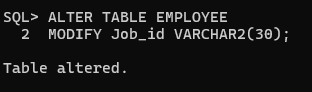 SQL> ALTER TABLE EMPLOYEE
  2  MODIFY Job_id VARCHAR2(30);
Table altered.